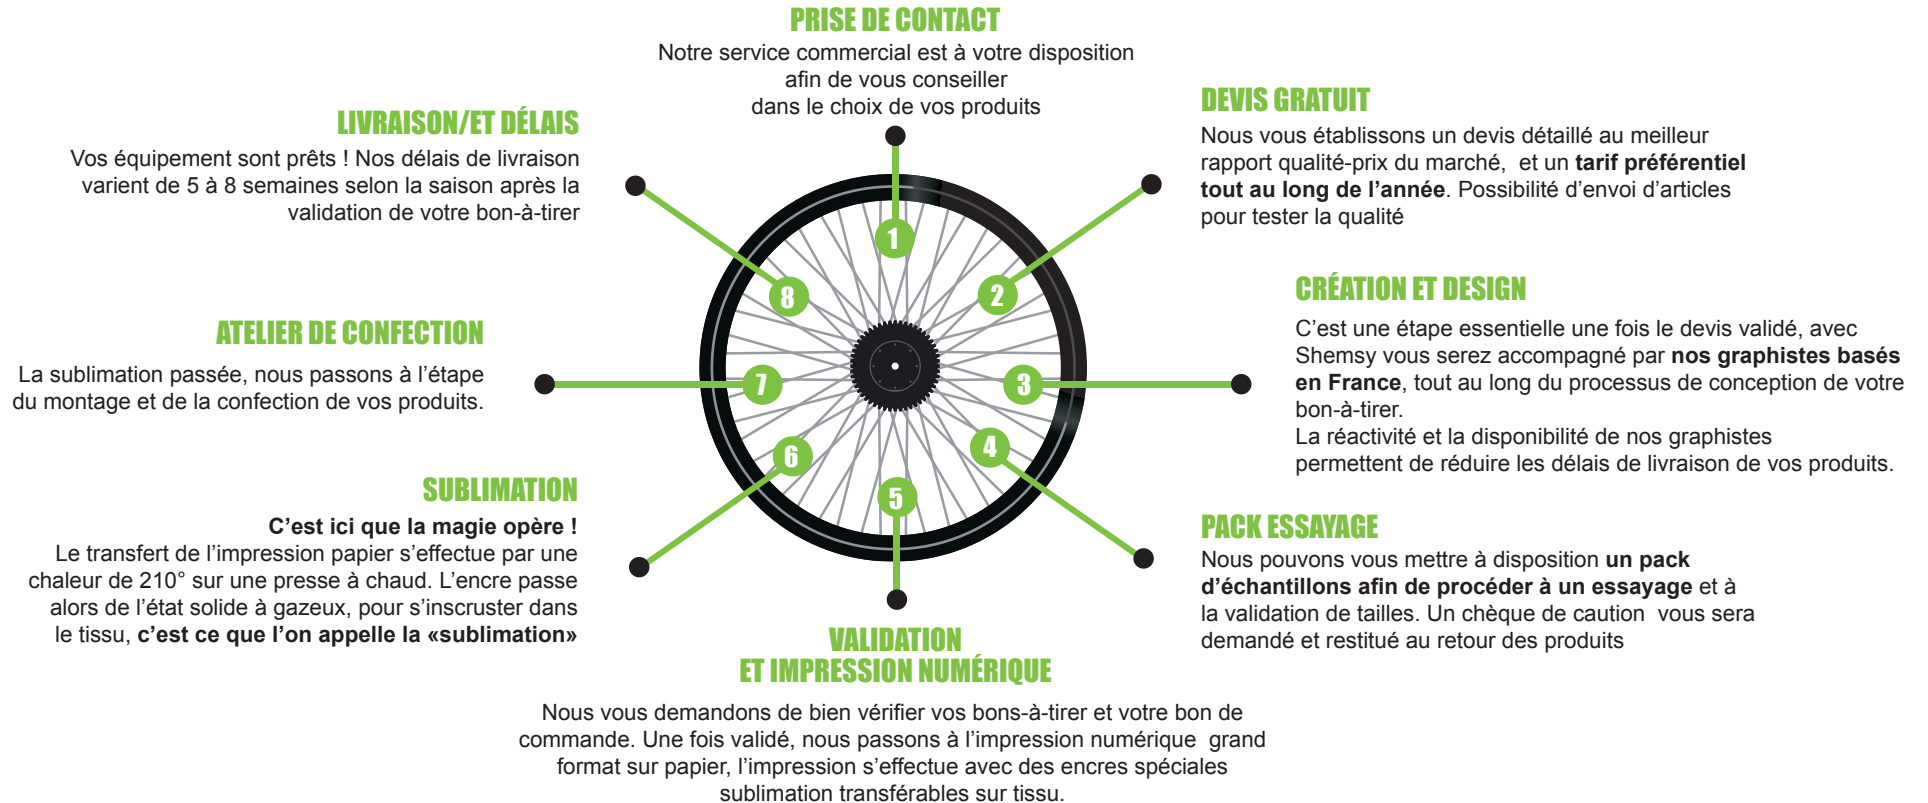 PRISE DE CONTACT
Notre service commercial est à votre disposition
afin de vous conseiller
dans le choix de vos produits
1
DEVIS GRATUIT
Nous vous établissons un devis détaillé au meilleur
rapport qualité-prix du marché, et un tarif préférentiel
tout au long de l’année. Possibilité d’envoi d’articles
pour tester la qualité
2
CRÉATION ET DESIGN
C’est une étape essentielle une fois le devis validé, avec
Shemsy vous serez accompagné par nos graphistes basés
en France, tout au long du processus de conception de votre
bon-à-tirer.
La réactivité et la disponibilité de nos graphistes
permettent de réduire les délais de livraison de vos produits.
3
PACK ESSAYAGE
Nous pouvons vous mettre à disposition un pack
d’échantillons afin de procéder à un essayage et à
la validation de tailles. Un chèque de caution vous sera
demandé et restitué au retour des produits
4
VALIDATION
ET IMPRESSION NUMÉRIQUE
Nous vous demandons de bien vérifier vos bons-à-tirer et votre bon de
commande. Une fois validé, nous passons à l’impression numérique grand
format sur papier, l’impression s’effectue avec des encres spéciales
sublimation transférables sur tissu.
5
SUBLIMATION
C’est ici que la magie opère !
Le transfert de l’impression papier s’effectue par une
chaleur de 210° sur une presse à chaud. L’encre passe
alors de l’état solide à gazeux, pour s’inscruster dans
le tissu, c’est ce que l’on appelle la «sublimation»
6
ATELIER DE CONFECTION
La sublimation passée, nous passons à l’étape
du montage et de la confection de vos produits.
7
LIVRAISON/ET DÉLAIS
Vos équipement sont prêts ! Nos délais de livraison
varient de 5 à 8 semaines selon la saison après la
validation de votre bon-à-tirer
8